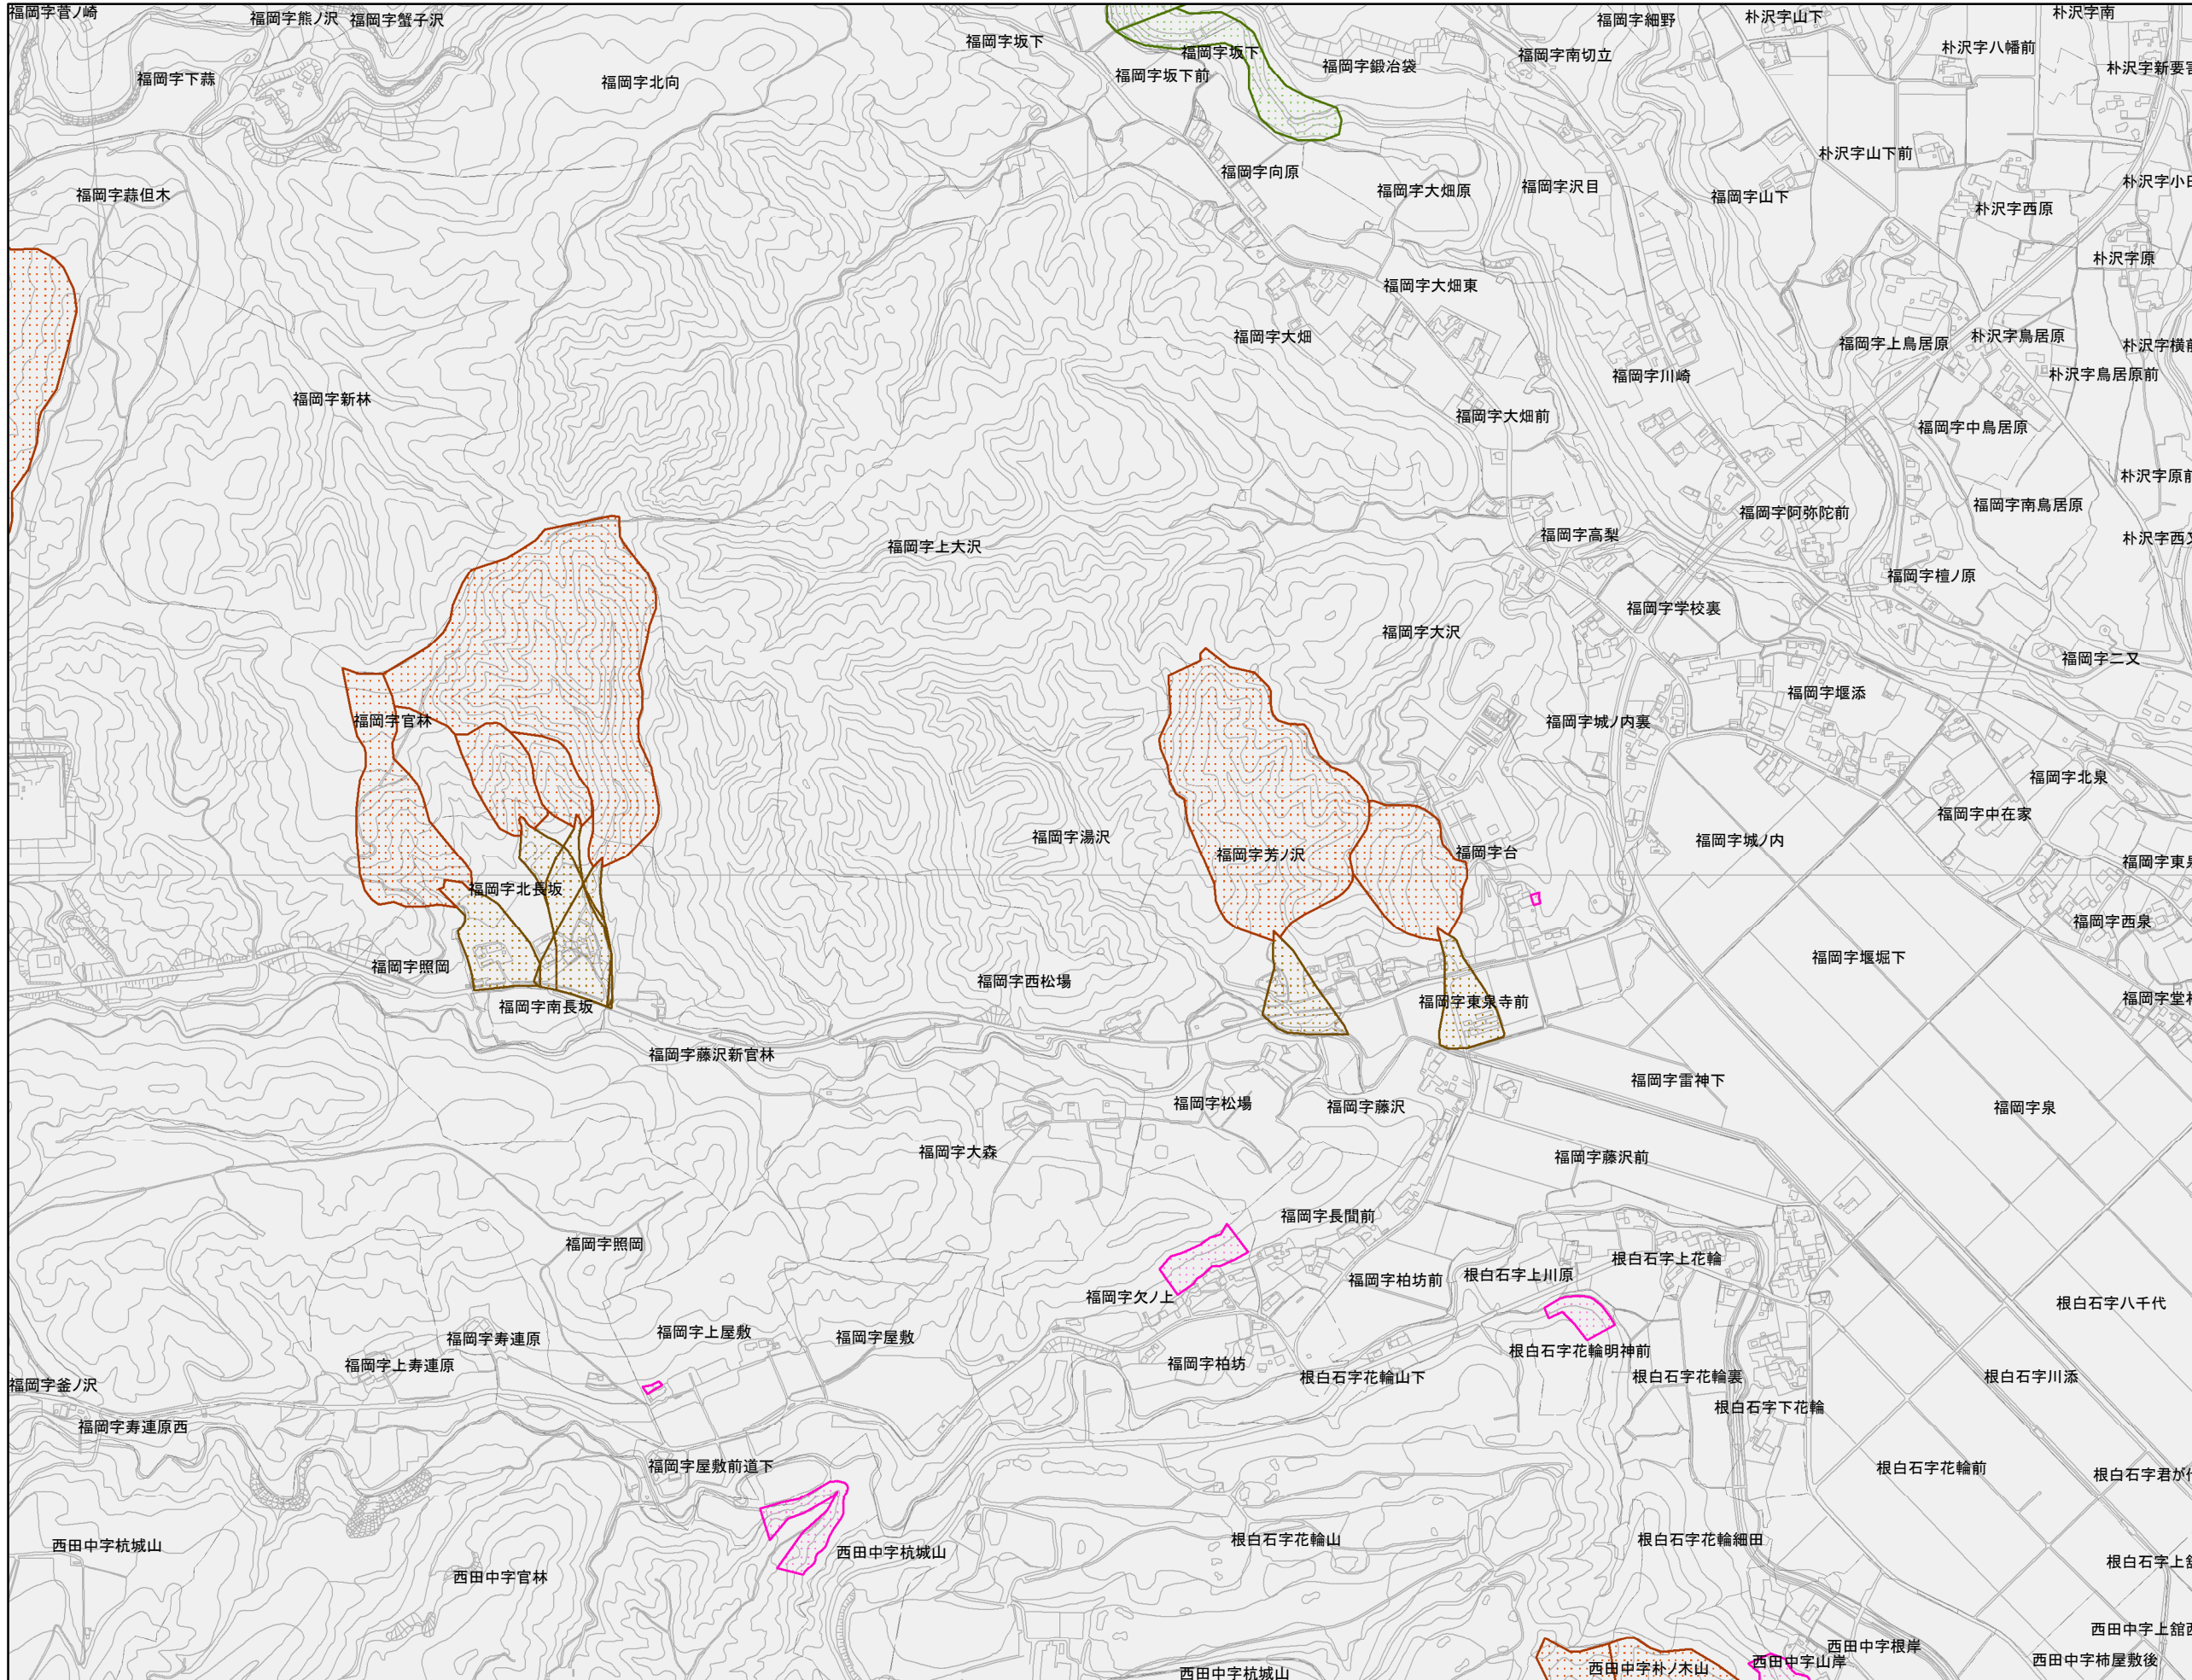 福岡字菅ノ崎
福岡字熊ノ沢
福岡字蟹子沢
福岡字坂下
福岡字細野
朴沢字山下
朴沢字南
福岡字下蒜
福岡字北向
福岡字坂下前
福岡字坂下
福岡字鍛冶袋
福岡字南切立
朴沢字八幡前
朴沢字新要害
福岡字蒜但木
福岡字向原
福岡字大畑原
福岡字沢目
朴沢字山下前
福岡字山下
朴沢字西原
朴沢字原
福岡字大畑東
福岡字大畑
福岡字上鳥居原
朴沢字鳥居原
朴沢字横前
福岡字新林
福岡字川崎
朴沢字鳥居原前
福岡字大畑前
福岡字中鳥居原
朴沢字原前
福岡字上大沢
福岡字高梨
福岡字阿弥陀前
福岡字南鳥居原
福岡字檀ノ原
福岡字学校裏
福岡字大沢
福岡字二又
福岡字官林
福岡字城ノ内裏
福岡字堰添
福岡字北泉
福岡字湯沢
福岡字芳ノ沢
福岡字台
福岡字城ノ内
福岡字中在家
福岡字北長坂
福岡字西泉
福岡字照岡
福岡字西松場
福岡字堰堀下
福岡字南長坂
福岡字東泉寺前
福岡字藤沢新官林
福岡字雷神下
福岡字松場
福岡字藤沢
福岡字泉
福岡字大森
福岡字藤沢前
福岡字照岡
福岡字長間前
根白石字上花輪
福岡字欠ノ上
福岡字柏坊前
根白石字上川原
根白石字八千代
福岡字寿連原
福岡字上屋敷
福岡字屋敷
福岡字上寿連原
福岡字柏坊
根白石字花輪明神前
福岡字釜ノ沢
根白石字花輪山下
根白石字花輪裏
根白石字川添
福岡字寿連原西
根白石字下花輪
福岡字屋敷前道下
根白石字花輪前
西田中字杭城山
西田中字官林
西田中字杭城山
根白石字花輪山
根白石字花輪細田
西田中字杭城山
西田中字朴ノ木山
西田中字山岸
西田中字根岸
西田中字柿屋敷後